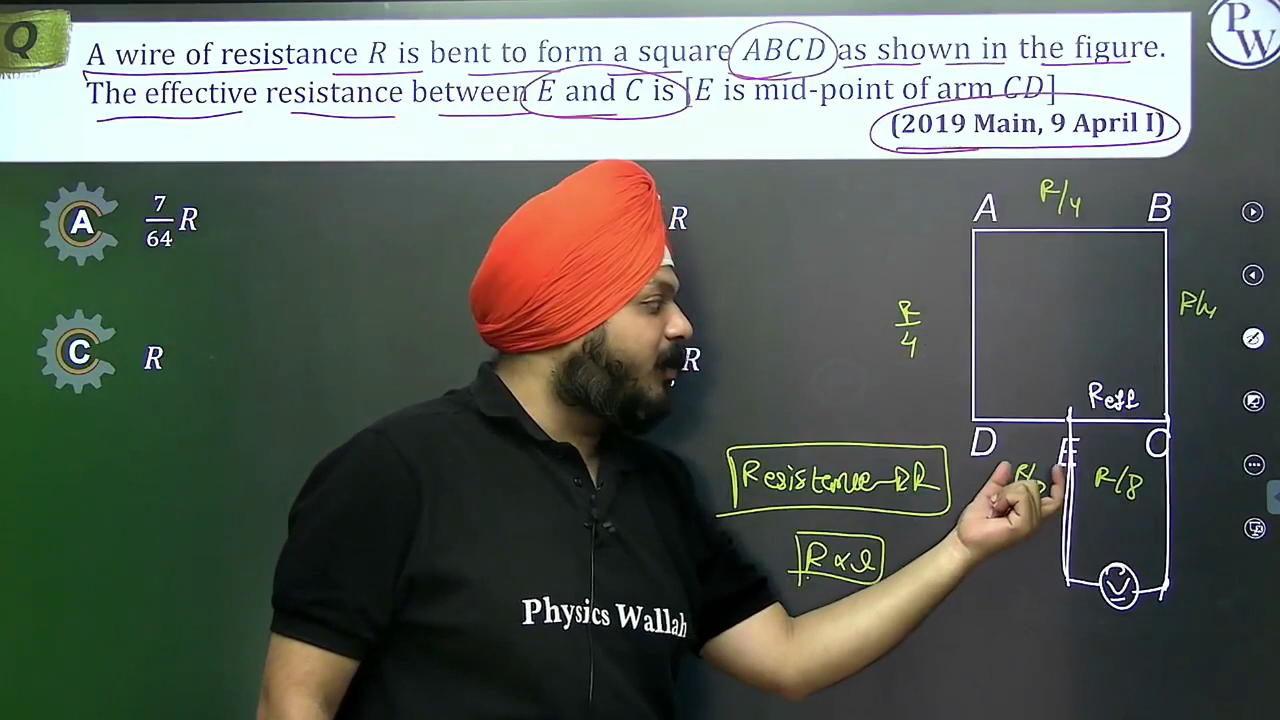 Q
A wire of resistance R is bent to form a square ABCD as shown in the figure.
The effective resistance between E and C is [E is mid-point of arm CD]
(2019 Main, 9 April I)
P
W
A 7/64 R
R
C R
R
R/4
A B
R/4
R/4
Reff
D E C
R/8
R ∝ l
V
Physics Wallah